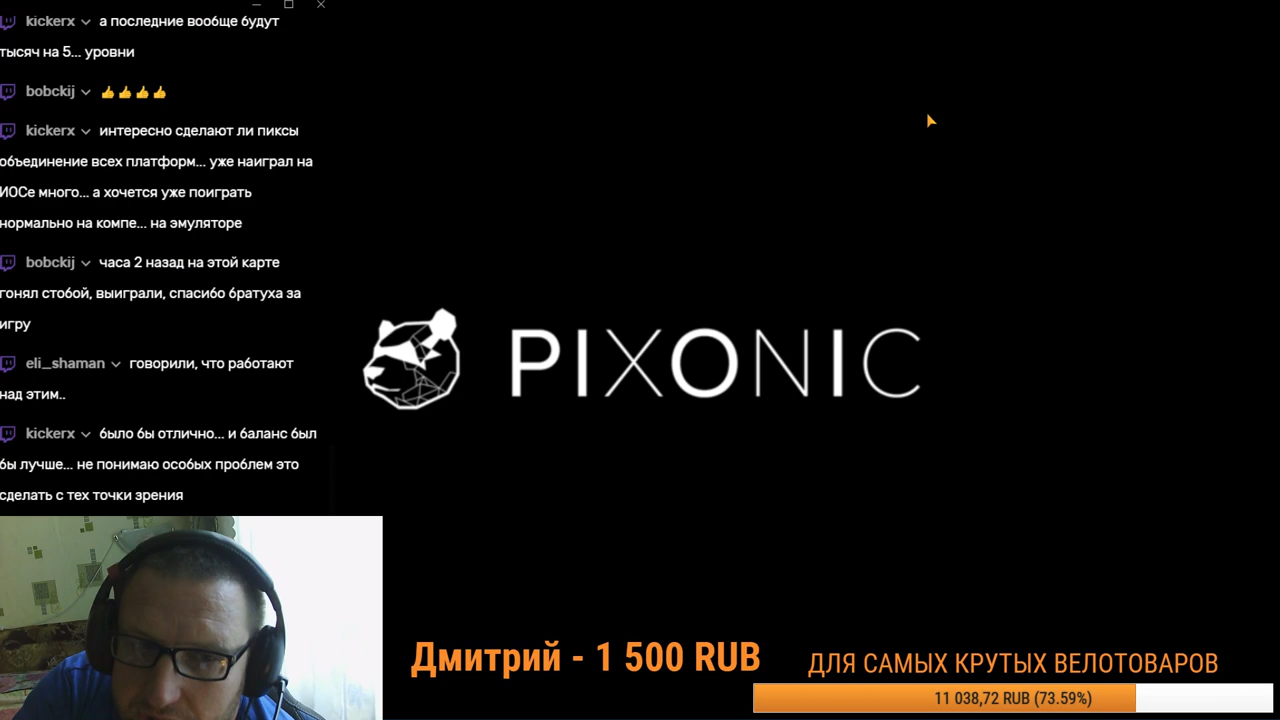 kickerx а последние вообще будут
тысяч на 5... уровни
bobckij 👍👍👍👍
kickerx интересно сделают ли пиксы
объединение всех платформ... уже наиграл на
ИОСе много... а хочется уже поиграть
нормально на компе... на эмуляторе
bobckij часа 2 назад на этой карте
гонял стобой, выиграли, спасибо братуха за
игру
eli_shaman говорили, что работают
над этим..
kickerx было бы отлично... и баланс был
бы лучше... не понимаю особых проблем это
сделать с тех точки зрения
PIXONIC
Дмитрий - 1 500 RUB
ДЛЯ САМЫХ КРУТЫХ ВЕЛОТОВАРОВ
11 038,72 RUB (73.59%)